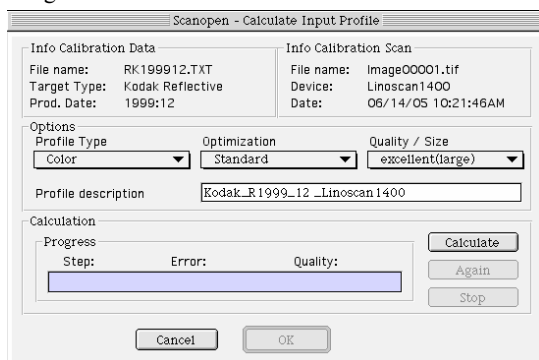 Scanopen - Calculate Input Profile
Info Calibration Data
File name: RK199912.TXT
Target Type: Kodak Reflective
Prod. Date: 1999:12
Info Calibration Scan
File name: Image00001.tif
Device: Linoscan1400
Date: 06/14/05 10:21:46AM
Options
Profile Type Optimization Quality / Size
Color Standard excellent(large)
Profile description Kodak_R1999_12 _Linoscan1400
Calculation
Progress
Step: Error: Quality:
Calculate
Again
Stop
Cancel OK